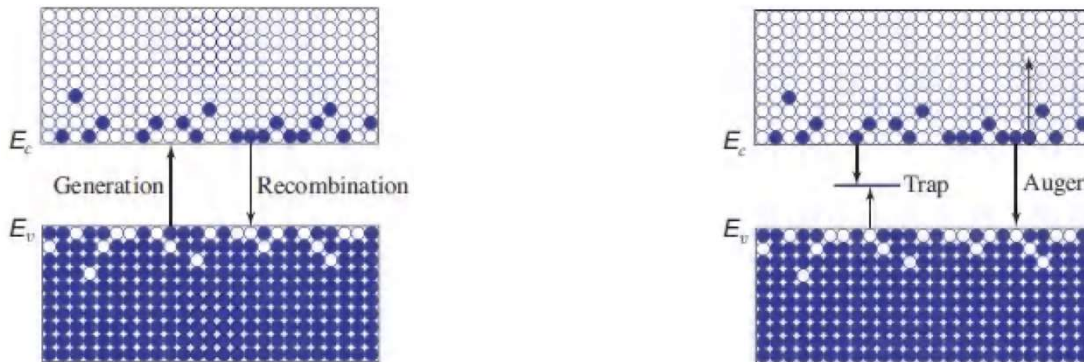 E_c
Generation Recombination
E_v
E_c
Trap Auger
E_v